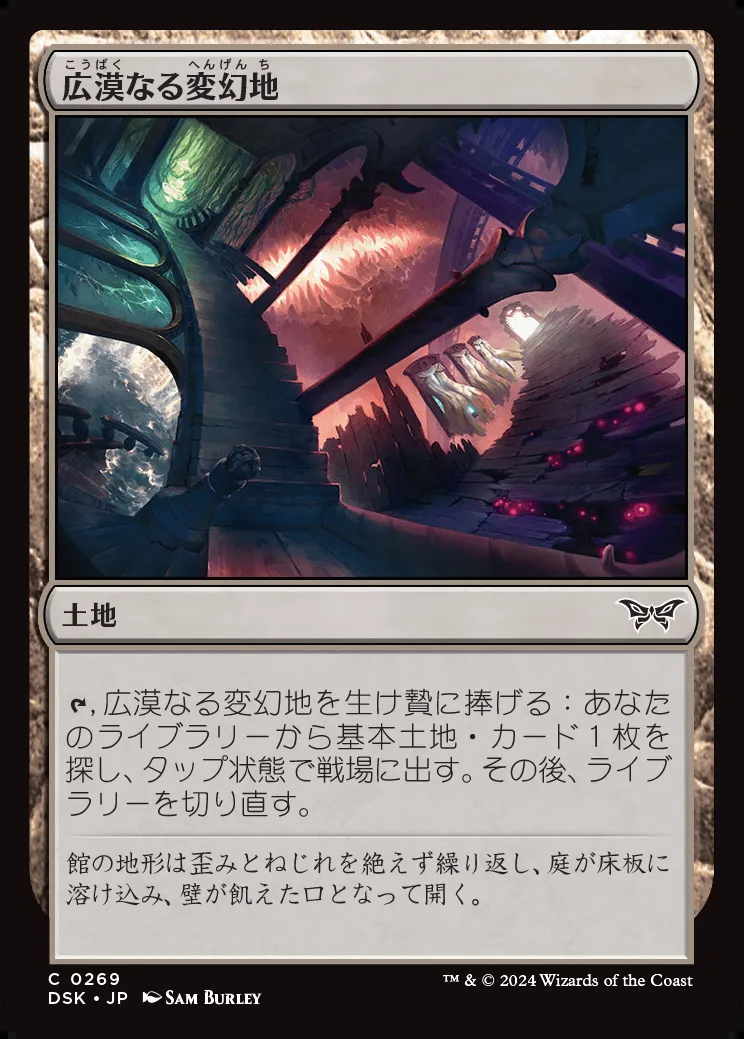 こうばく へんげん ち
広漠なる変幻地
土地
,広漠なる変幻地を生け贄に捧げる：あなた
のライブラリーから基本土地・カード１枚を
探し、タップ状態で戦場に出す。その後、ライブ
ラリーを切り直す。
館の地形は歪みとねじれを絶えず繰り返し、庭が床板に
溶け込み、壁が飢えた口となって開く。
C 0269
DSK • JP SAM BURLEY
™ & © 2024 Wizards of the Coast